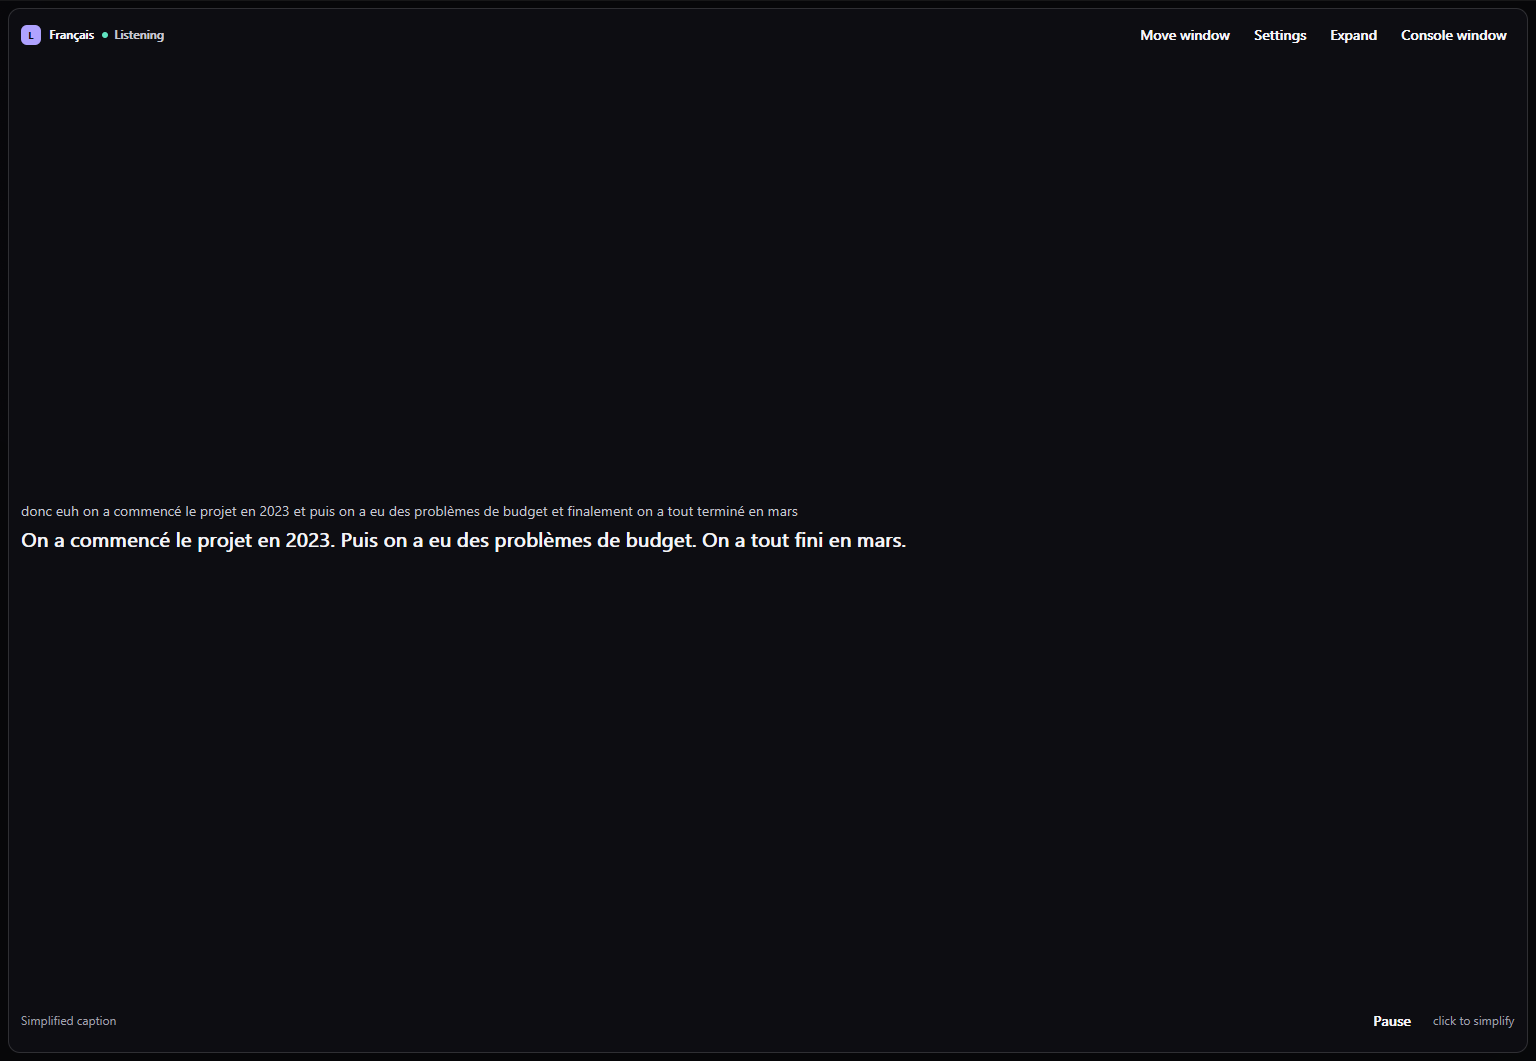 L Français • Listening Move window Settings Expand Console window
donc euh on a commencé le projet en 2023 et puis on a eu des problèmes de budget et finalement on a tout terminé en mars
On a commencé le projet en 2023. Puis on a eu des problèmes de budget. On a tout fini en mars.
Simplified caption Pause click to simplify